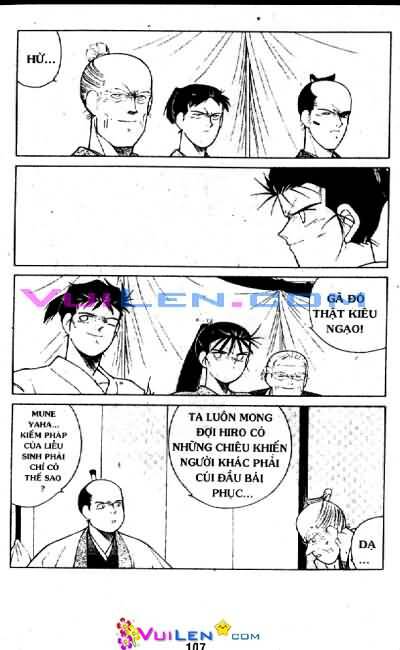 HỪ...
VUILEN.COM
GÃ ĐÓ
THẬT KIÊU
NGẠO!
MUNE
YAHA...
KIẾM PHÁP
CỦA LIỄU
SINH PHÁI
CHỈ CÓ
THẾ SAO
?
TA LUÔN MONG
ĐỢI HIRO CÓ
NHỮNG CHIÊU KHIẾN
NGƯỜI KHÁC PHẢI
CÚI ĐẦU BÁI
PHỤC...
DẠ
...
VUILEN.COM
107